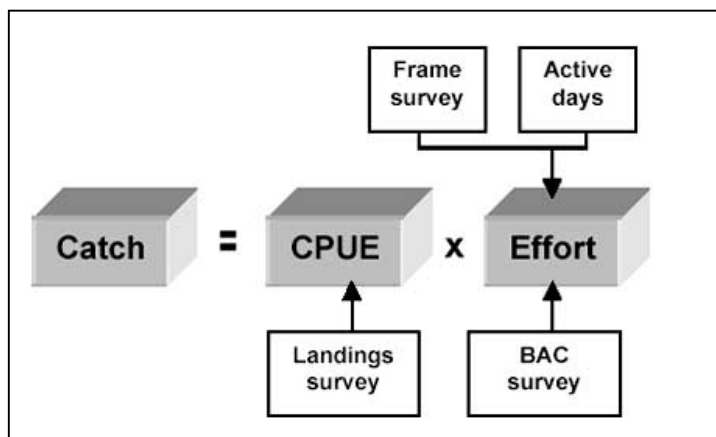 Frame
survey
Active
days
Catch = CPUE x Effort
Landings
survey
BAC
survey